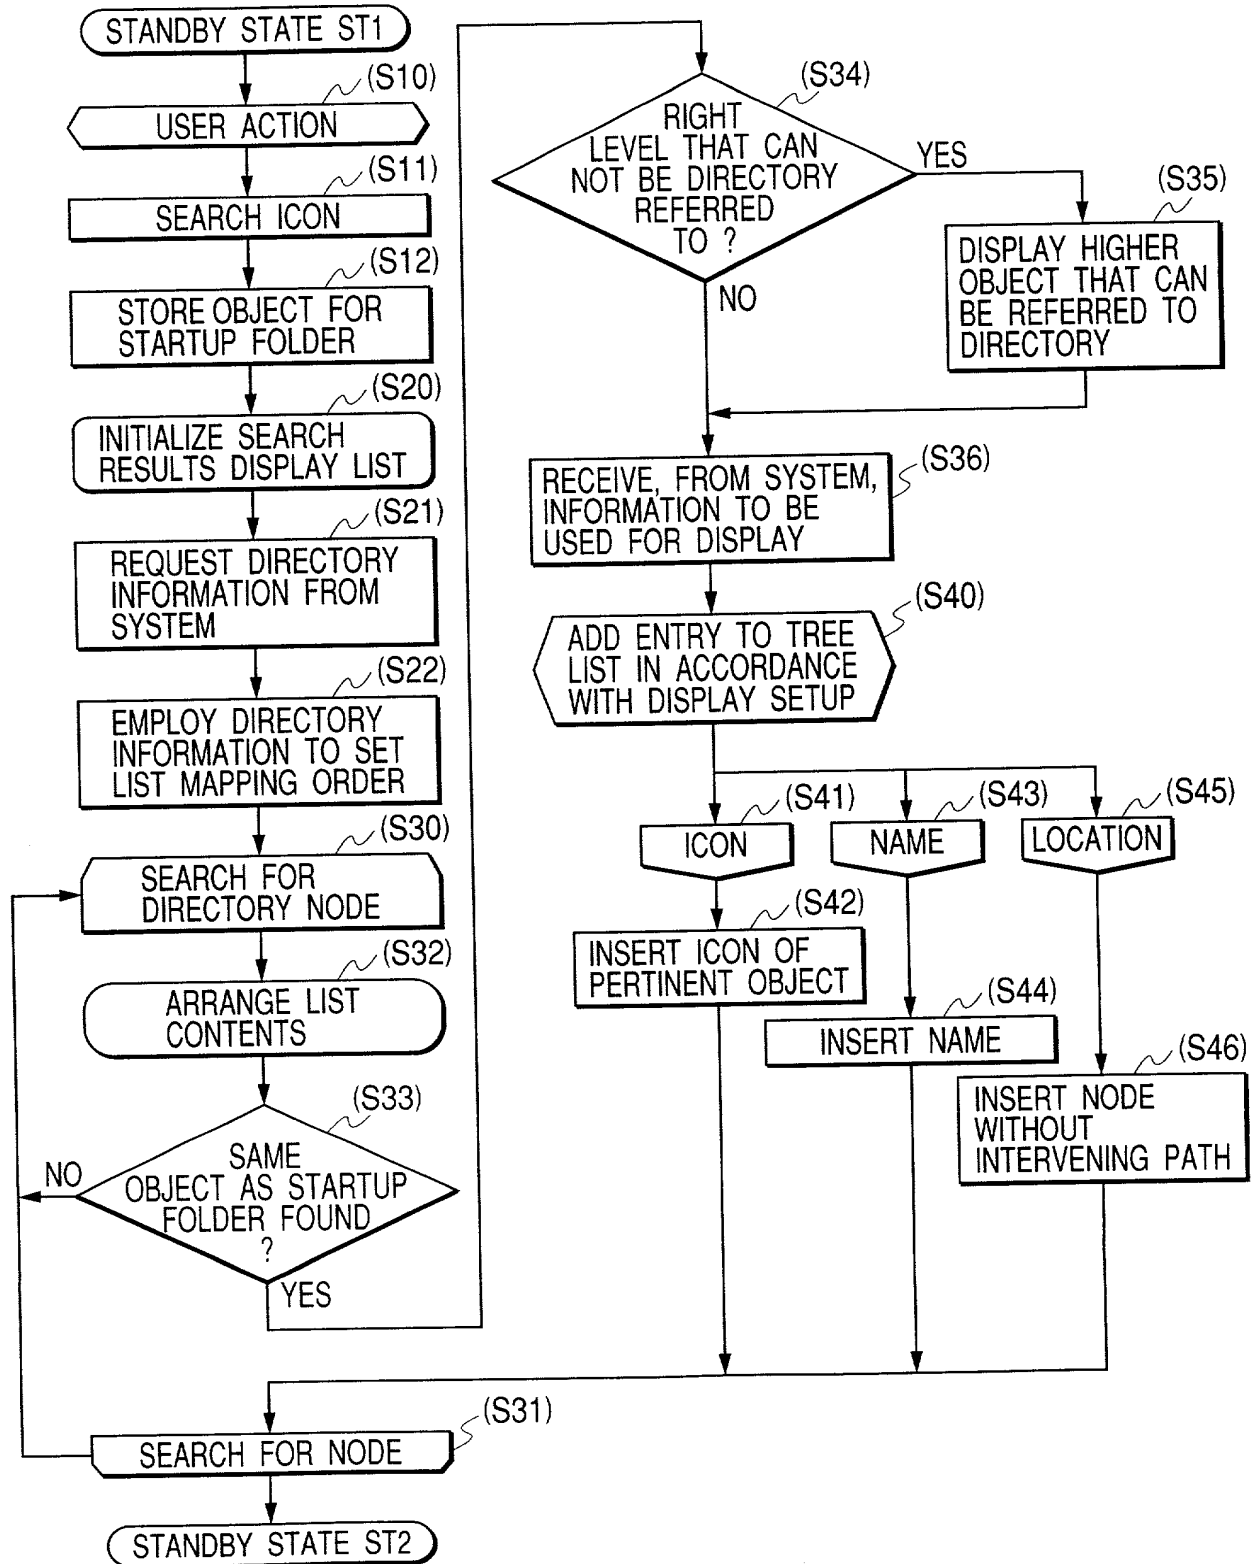 STANDBY STATE ST1
(S10)
USER ACTION
(S11)
SEARCH ICON
(S12)
STORE OBJECT FOR
STARTUP FOLDER
(S20)
INITIALIZE SEARCH
RESULTS DISPLAY LIST
(S21)
REQUEST DIRECTORY
INFORMATION FROM
SYSTEM
(S22)
EMPLOY DIRECTORY
INFORMATION TO SET
LIST MAPPING ORDER
(S30)
SEARCH FOR
DIRECTORY NODE
(S32)
ARRANGE LIST
CONTENTS
(S33)
SAME
OBJECT AS STARTUP
FOLDER FOUND
?
NO
YES
(S34)
RIGHT
LEVEL THAT CAN
NOT BE DIRECTORY
REFERRED
TO ?
YES
NO
(S35)
DISPLAY HIGHER
OBJECT THAT CAN
BE REFERRED TO
DIRECTORY
(S36)
RECEIVE, FROM SYSTEM,
INFORMATION TO BE
USED FOR DISPLAY
(S40)
ADD ENTRY TO TREE
LIST IN ACCORDANCE
WITH DISPLAY SETUP
(S41)
ICON
(S42)
INSERT ICON OF
PERTINENT OBJECT
(S43)
NAME
(S44)
INSERT NAME
(S45)
LOCATION
(S46)
INSERT NODE
WITHOUT
INTERVENING PATH
(S31)
SEARCH FOR NODE
STANDBY STATE ST2